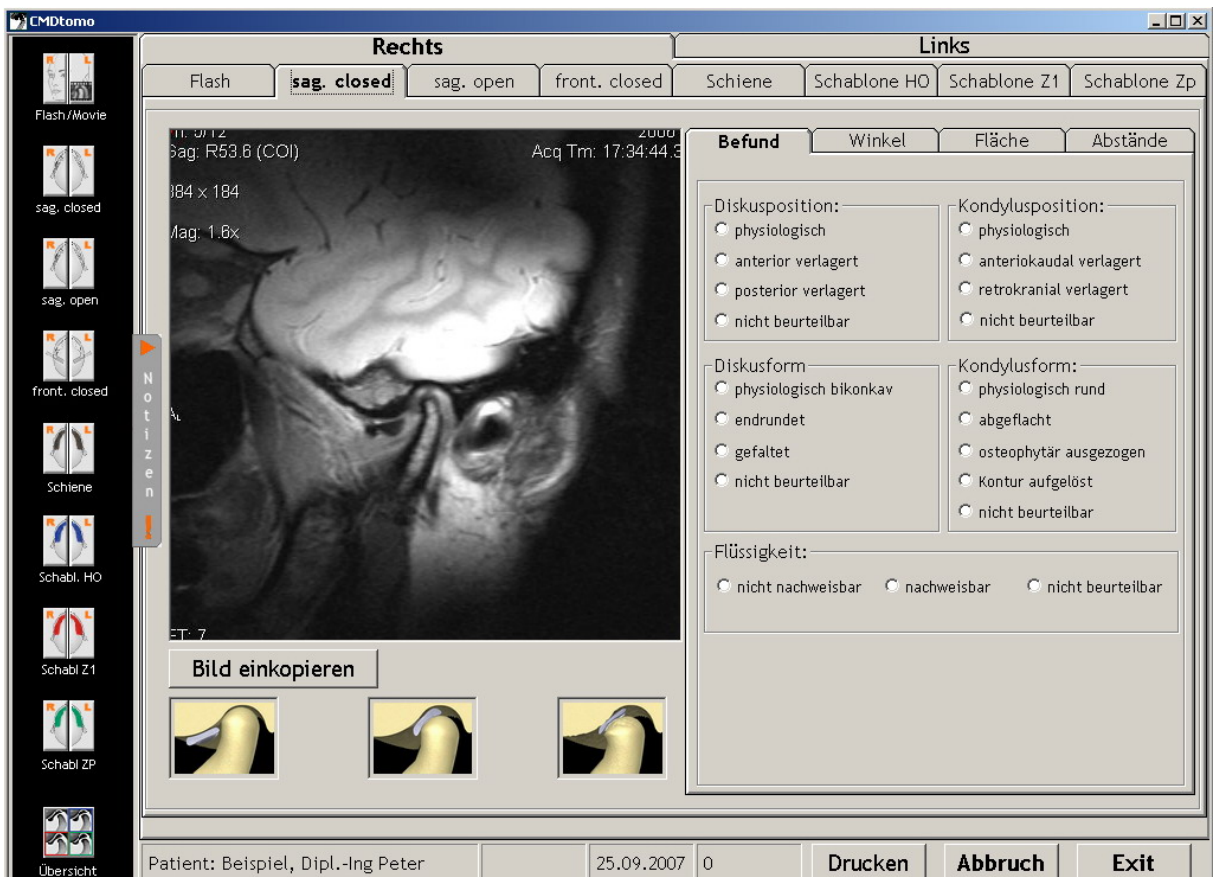 CMDtomo
Rechts
Links
Flash
sag. closed
sag. open
front. closed
Schiene
Schablone HO
Schablone Z1
Schablone Zp
R L
Flash/Movie
R L
sag. closed
R L
sag. open
R L
front. closed
R L
Schiene
R L
Schabl. HO
R L
Schabl Z1
R L
Schabl ZP
Übersicht
Notizen
Sag: R53.6 (COI)
Acq Tm: 17:34:44.3
384 x 184
Mag: 1.6x
ET: 7
Bild einkopieren
Befund
Winkel
Fläche
Abstände
Diskusposition:
physiologisch
anterior verlagert
posterior verlagert
nicht beurteilbar
Kondylusposition:
physiologisch
anteriokaudal verlagert
retrokranial verlagert
nicht beurteilbar
Diskusform
physiologisch bikonkav
endrundet
gefaltet
nicht beurteilbar
Kondylusform:
physiologisch rund
abgeflacht
osteophytär ausgezogen
Kontur aufgelöst
nicht beurteilbar
Flüssigkeit:
nicht nachweisbar
nachweisbar
nicht beurteilbar
Patient: Beispiel, Dipl.-Ing Peter
25.09.2007
0
Drucken
Abbruch
Exit